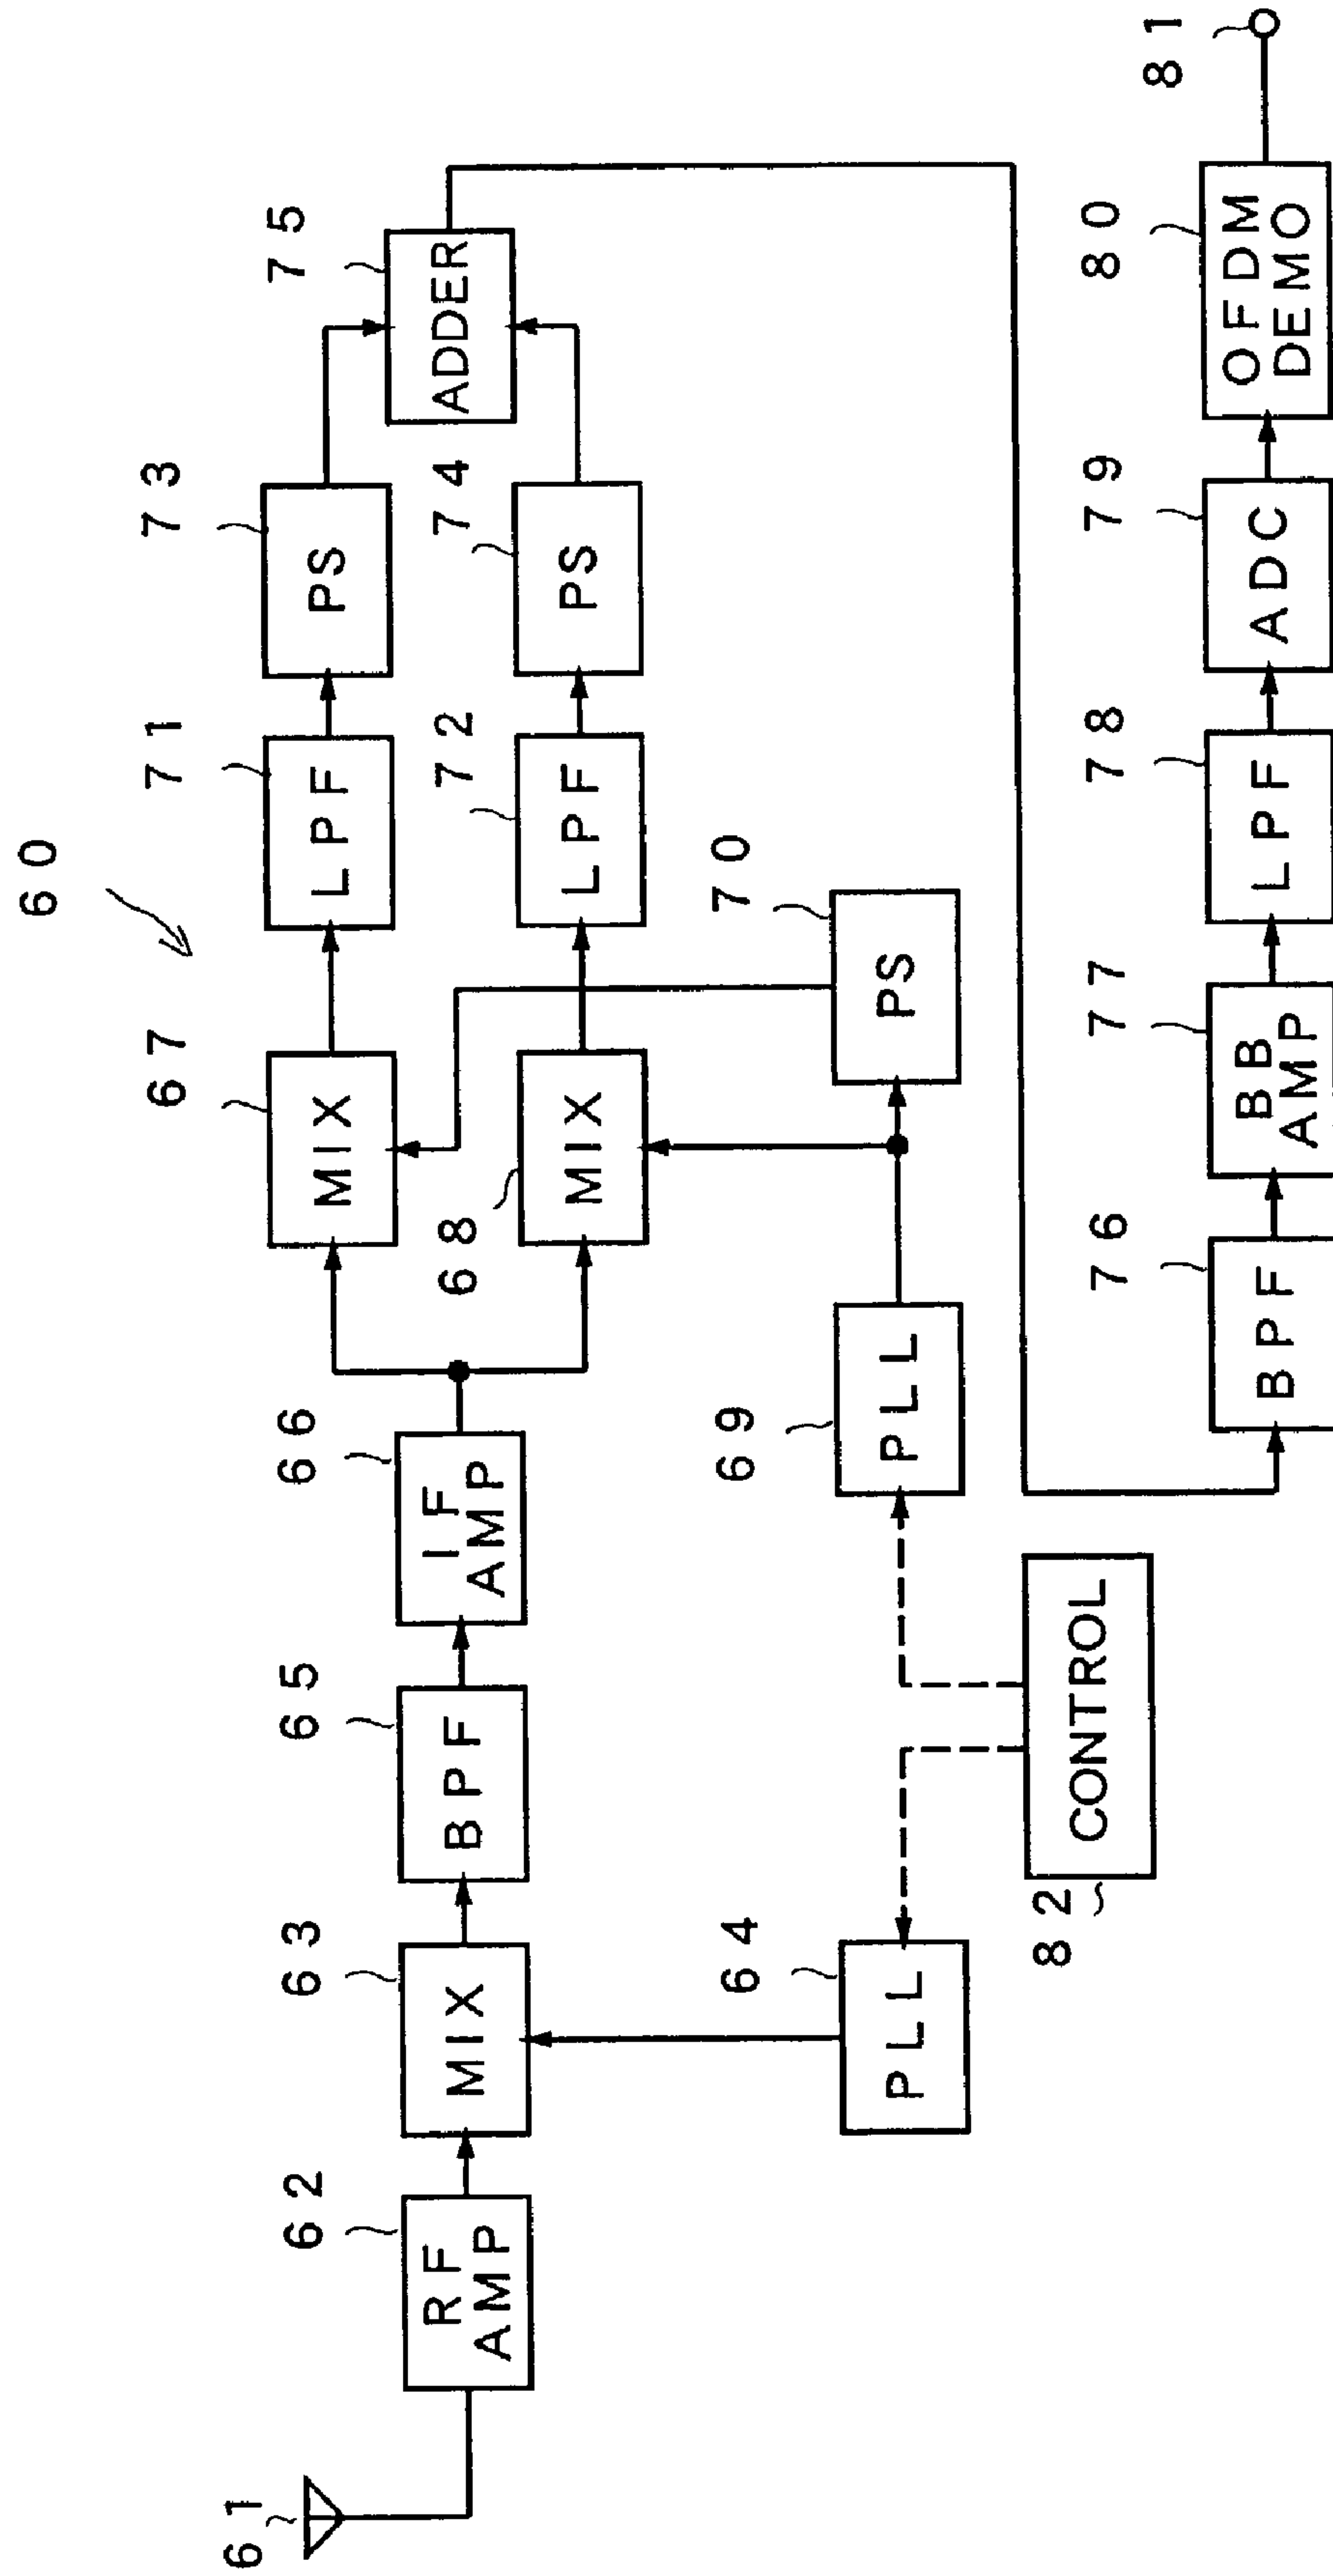 60
61
62
RF
AMP
63
MIX
64
PLL
65
BPF
66
IF
AMP
67
MIX
68
MIX
69
PLL
70
PS
71
LPF
72
LPF
73
PS
74
PS
75
ADDER
82
CONTROL
76
BPF
77
BB
AMP
78
LPF
79
ADC
80
OFDM
DEMO
81